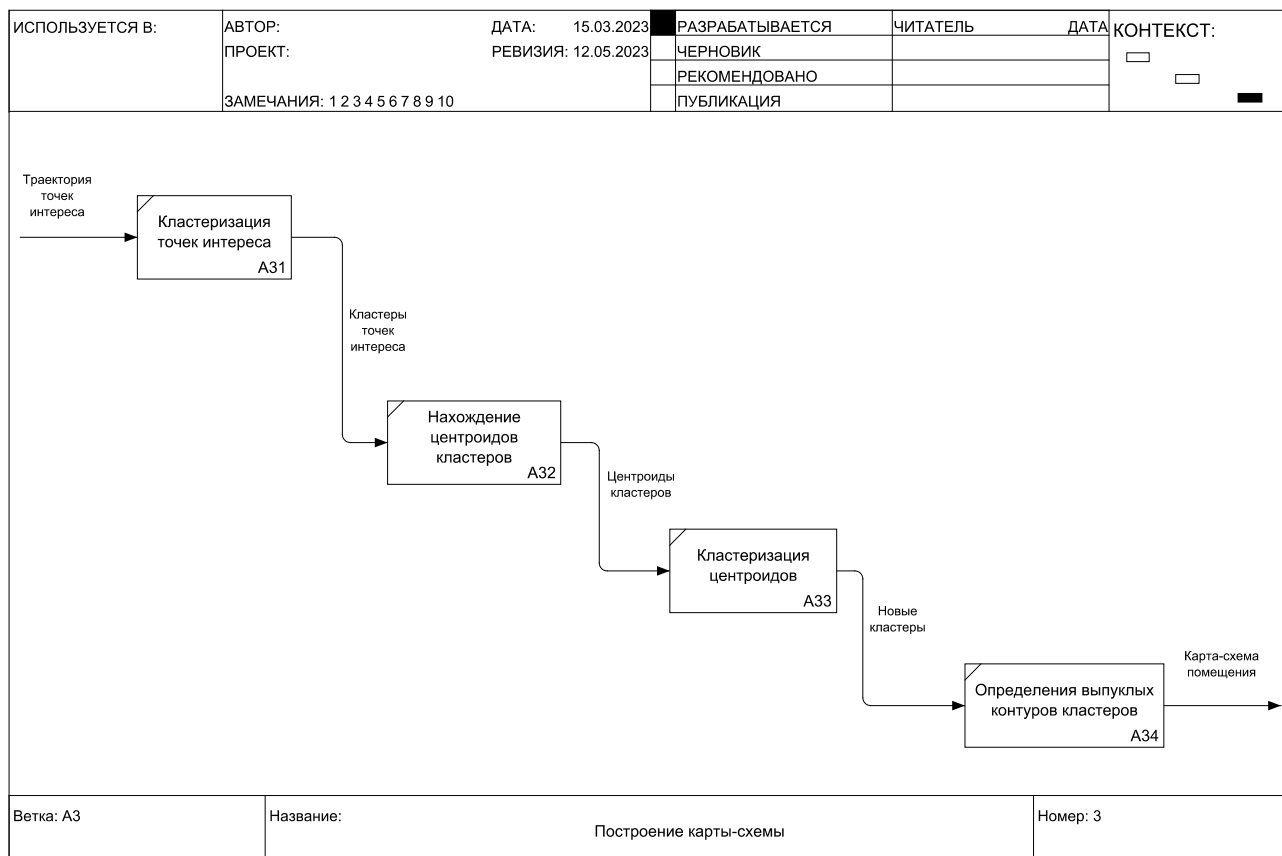 ИСПОЛЬЗУЕТСЯ В:
АВТОР:
ДАТА: 15.03.2023
ПРОЕКТ:
РЕВИЗИЯ: 12.05.2023
ЗАМЕЧАНИЯ: 1 2 3 4 5 6 7 8 9 10
РАЗРАБАТЫВАЕТСЯ
ЧЕРНОВИК
РЕКОМЕНДОВАНО
ПУБЛИКАЦИЯ
ЧИТАТЕЛЬ
ДАТА
КОНТЕКСТ:
Траектория
точек
интереса
Кластеризация
точек интереса
A31
Кластеры
точек
интереса
Нахождение
центроидов
кластеров
A32
Центроиды
кластеров
Кластеризация
центроидов
A33
Новые
кластеры
Определения выпуклых
контуров кластеров
A34
Карта-схема
помещения
Ветка: A3
Название:
Построение карты-схемы
Номер: 3